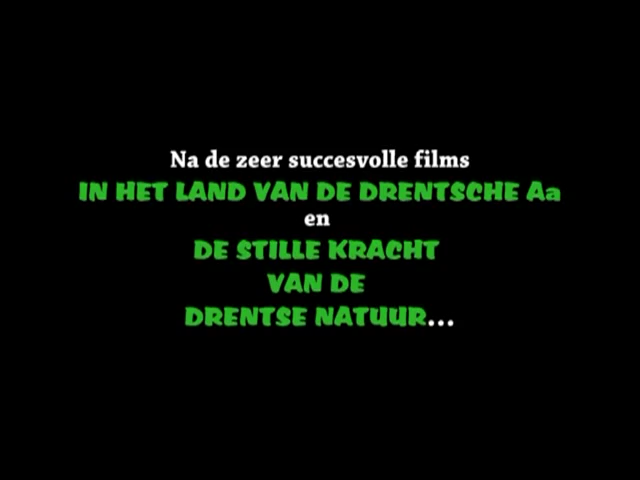 Na de zeer succesvolle films
IN HET LAND VAN DE DRENTSCHE Aa
en
DE STILLE KRACHT
VAN DE
DRENTSE NATUUR...